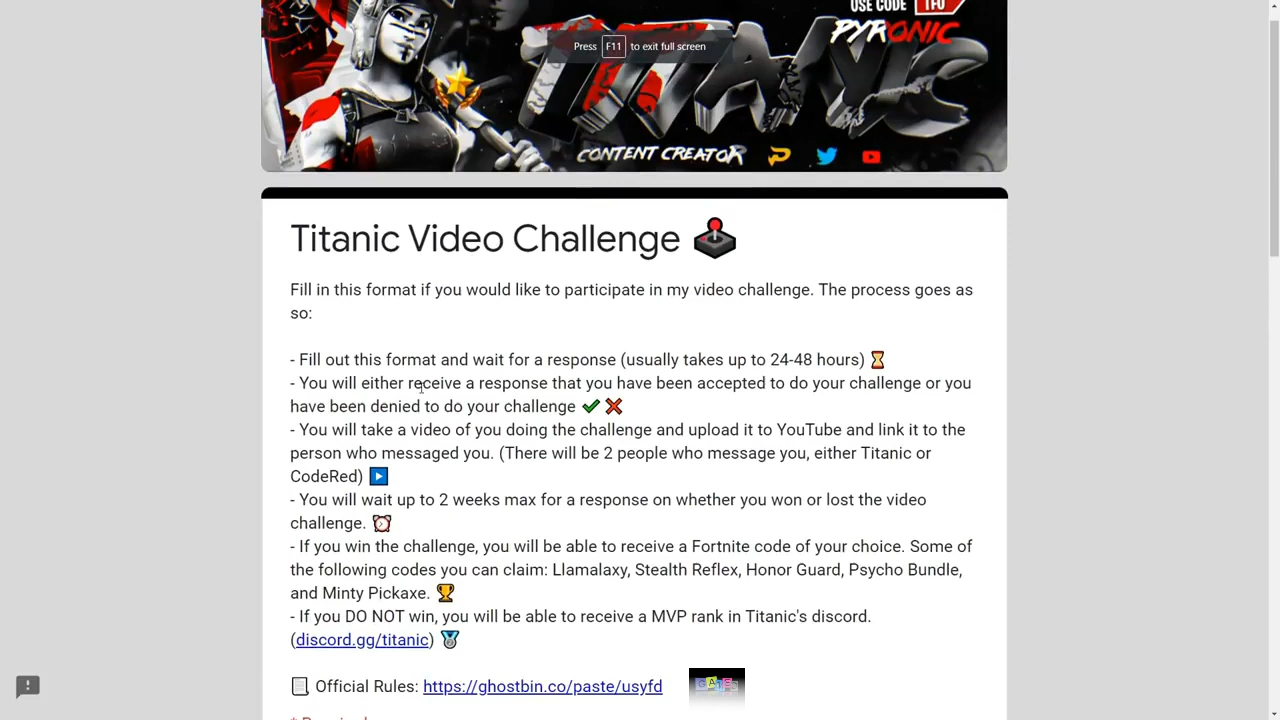 USE CODE TFU
PYRONIC
Press F11 to exit full screen
TITANIC
CONTENT CREATOR
Titanic Video Challenge 🕹️
Fill in this format if you would like to participate in my video challenge. The process goes as
so:
- Fill out this format and wait for a response (usually takes up to 24-48 hours) ⌛
- You will either receive a response that you have been accepted to do your challenge or you
have been denied to do your challenge ✔️ ❌
- You will take a video of you doing the challenge and upload it to YouTube and link it to the
person who messaged you. (There will be 2 people who message you, either Titanic or
CodeRed) ▶️
- You will wait up to 2 weeks max for a response on whether you won or lost the video
challenge. ⏰
- If you win the challenge, you will be able to receive a Fortnite code of your choice. Some of
the following codes you can claim: Llamalaxy, Stealth Reflex, Honor Guard, Psycho Bundle,
and Minty Pickaxe. 🏆
- If you DO NOT win, you will be able to receive a MVP rank in Titanic's discord.
(discord.gg/titanic) 🥈
📃 Official Rules: https://ghostbin.co/paste/usyfd